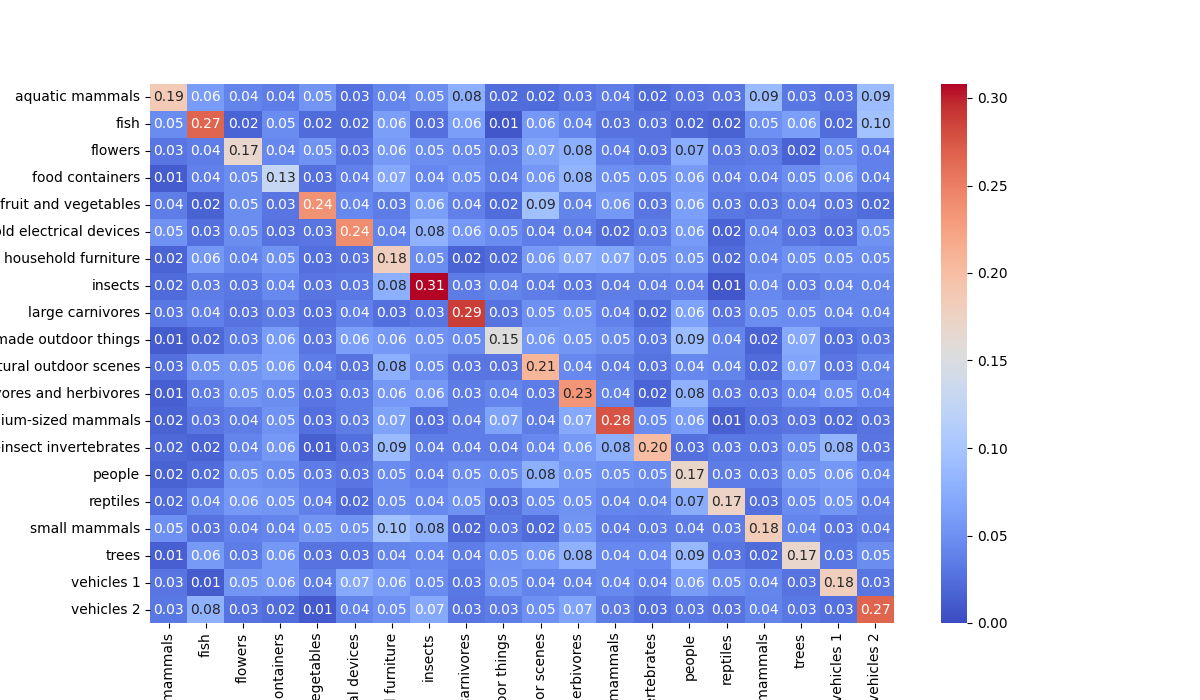 aquatic mammals 0.19 0.06 0.04 0.04 0.05 0.03 0.04 0.05 0.08 0.02 0.02 0.03 0.04 0.02 0.03 0.03 0.09 0.03 0.03 0.09
fish 0.05 0.27 0.02 0.05 0.02 0.02 0.06 0.03 0.06 0.01 0.06 0.04 0.03 0.03 0.02 0.02 0.05 0.06 0.02 0.10
flowers 0.03 0.04 0.17 0.04 0.05 0.03 0.06 0.05 0.05 0.03 0.07 0.08 0.05 0.03 0.07 0.03 0.03 0.02 0.05 0.04
food containers 0.01 0.04 0.05 0.13 0.03 0.04 0.07 0.04 0.05 0.04 0.06 0.08 0.05 0.05 0.06 0.04 0.04 0.05 0.06 0.04
fruit and vegetables 0.04 0.02 0.05 0.03 0.24 0.04 0.03 0.06 0.04 0.02 0.09 0.04 0.06 0.03 0.06 0.03 0.03 0.04 0.03 0.02
old electrical devices 0.05 0.03 0.05 0.03 0.03 0.24 0.04 0.08 0.06 0.05 0.04 0.04 0.02 0.03 0.06 0.02 0.04 0.03 0.03 0.05
household furniture 0.02 0.06 0.04 0.05 0.03 0.03 0.18 0.05 0.02 0.02 0.06 0.07 0.07 0.05 0.05 0.02 0.04 0.05 0.05 0.05
insects 0.02 0.03 0.03 0.04 0.03 0.03 0.08 0.31 0.03 0.04 0.04 0.03 0.04 0.04 0.04 0.01 0.04 0.03 0.04 0.04
large carnivores 0.03 0.04 0.03 0.03 0.03 0.04 0.03 0.03 0.29 0.03 0.05 0.05 0.04 0.02 0.06 0.03 0.05 0.05 0.04 0.04
made outdoor things 0.01 0.02 0.03 0.06 0.03 0.06 0.06 0.05 0.05 0.15 0.06 0.05 0.05 0.03 0.09 0.04 0.02 0.07 0.03 0.03
tural outdoor scenes 0.03 0.05 0.05 0.06 0.04 0.03 0.08 0.05 0.03 0.03 0.21 0.04 0.04 0.03 0.04 0.04 0.02 0.07 0.03 0.04
ores and herbivores 0.01 0.03 0.05 0.05 0.03 0.03 0.06 0.06 0.03 0.04 0.03 0.23 0.04 0.02 0.08 0.03 0.03 0.04 0.05 0.04
ium-sized mammals 0.02 0.03 0.04 0.05 0.03 0.03 0.07 0.03 0.04 0.07 0.04 0.07 0.28 0.05 0.06 0.01 0.03 0.03 0.02 0.03
insect invertebrates 0.02 0.02 0.04 0.06 0.01 0.03 0.09 0.04 0.04 0.04 0.04 0.06 0.08 0.20 0.03 0.03 0.03 0.05 0.08 0.03
people 0.02 0.02 0.05 0.05 0.03 0.03 0.05 0.04 0.05 0.05 0.08 0.05 0.05 0.05 0.17 0.03 0.03 0.05 0.06 0.04
reptiles 0.02 0.04 0.06 0.05 0.04 0.02 0.05 0.04 0.05 0.03 0.05 0.05 0.04 0.04 0.07 0.17 0.03 0.05 0.05 0.04
small mammals 0.05 0.03 0.04 0.04 0.05 0.05 0.10 0.08 0.02 0.03 0.02 0.05 0.04 0.03 0.04 0.03 0.18 0.04 0.03 0.04
trees 0.01 0.06 0.03 0.06 0.03 0.03 0.04 0.04 0.04 0.05 0.06 0.08 0.04 0.04 0.09 0.03 0.02 0.17 0.03 0.05
vehicles 1 0.03 0.01 0.05 0.06 0.04 0.07 0.06 0.05 0.03 0.05 0.04 0.04 0.04 0.04 0.06 0.05 0.04 0.03 0.18 0.03
vehicles 2 0.03 0.08 0.03 0.02 0.01 0.04 0.05 0.07 0.03 0.03 0.05 0.07 0.03 0.03 0.03 0.03 0.04 0.03 0.03 0.27
mammals
fish
flowers
ontainers
egetables
al devices
furniture
insects
arnivores
oor things
or scenes
erbivores
mammals
rtebrates
people
reptiles
mammals
trees
vehicles 1
vehicles 2
0.30
0.25
0.20
0.15
0.10
0.05
0.00